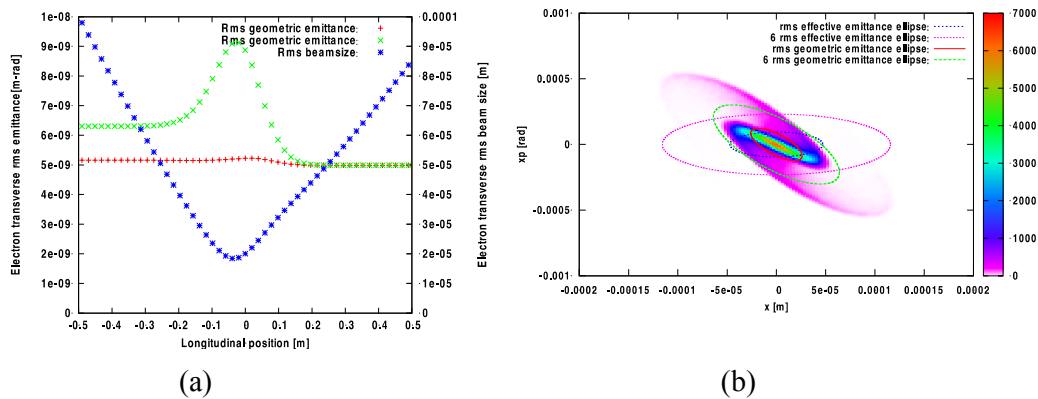 Rms geometric emittance:
Rms geometric emittance:
Rms beamsize:
Electron transverse rms emittance[m-rad]
1e-08
9e-09
8e-09
7e-09
6e-09
5e-09
4e-09
3e-09
2e-09
1e-09
0
0.0001
9e-05
8e-05
7e-05
6e-05
5e-05
4e-05
3e-05
2e-05
1e-05
0
Electron transverse rms beam size [m]
-0.5 -0.4 -0.3 -0.2 -0.1 0 0.1 0.2 0.3 0.4 0.5
Longitudinal position [m]
(a)
rms effective emittance ellipse:
6 rms effective emittance ellipse:
rms geometric emittance ellipse:
6 rms geometric emittance ellipse:
xp [rad]
0.001
0.0005
0
-0.0005
-0.001
7000
6000
5000
4000
3000
2000
1000
0
-0.0002 -0.00015 -0.0001 -5e-05 0 5e-05 0.0001 0.00015 0.0002
x [m]
(b)